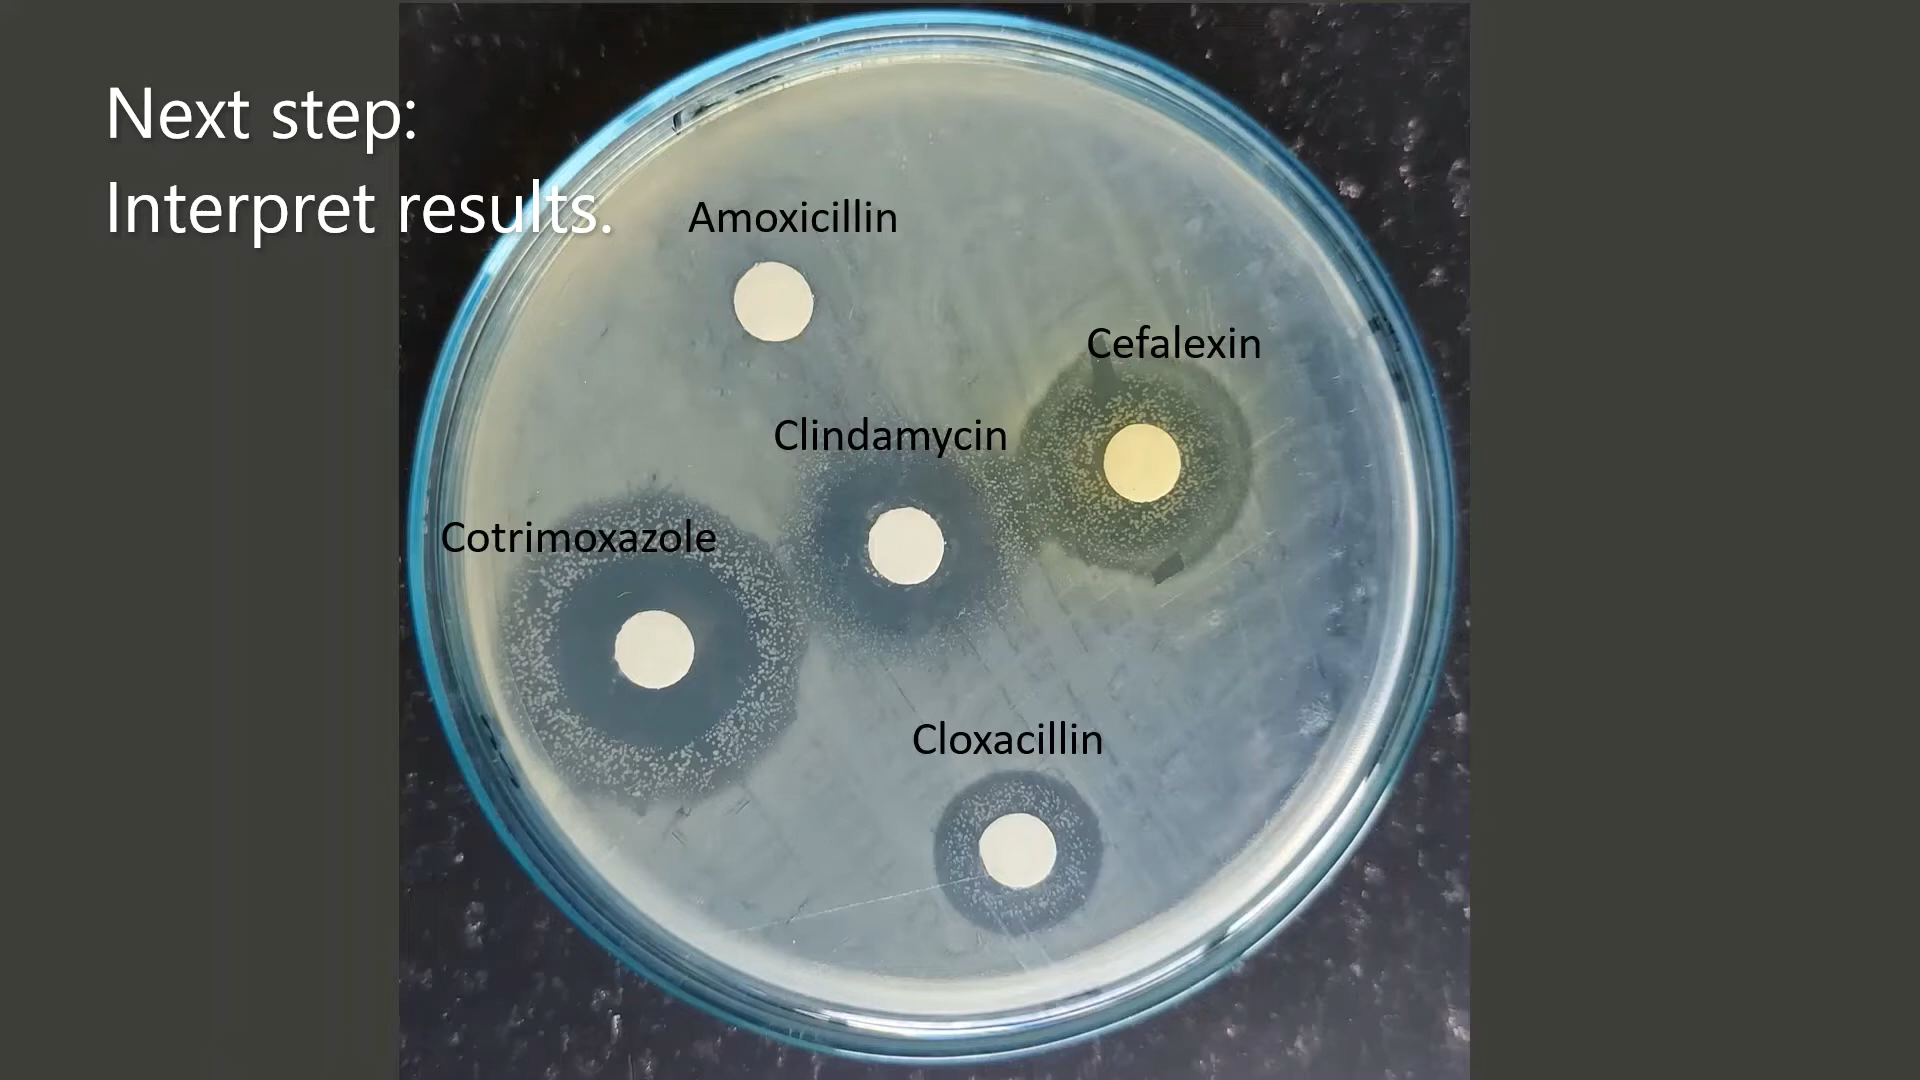 Next step:
Interpret results.
Amoxicillin
Cefalexin
Clindamycin
Cotrimoxazole
Cloxacillin